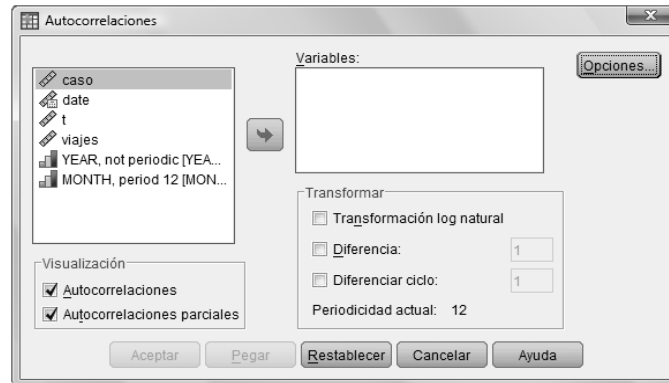 Autocorrelaciones
caso
date
t
viajes
YEAR, not periodic [YEA...
MONTH, period 12 [MON...
Variables:
Opciones...
Transformar
Transformación log natural
Diferencia:
1
Diferenciar ciclo:
1
Periodicidad actual: 12
Visualización
Autocorrelaciones
Autocorrelaciones parciales
Aceptar
Pegar
Restablecer
Cancelar
Ayuda